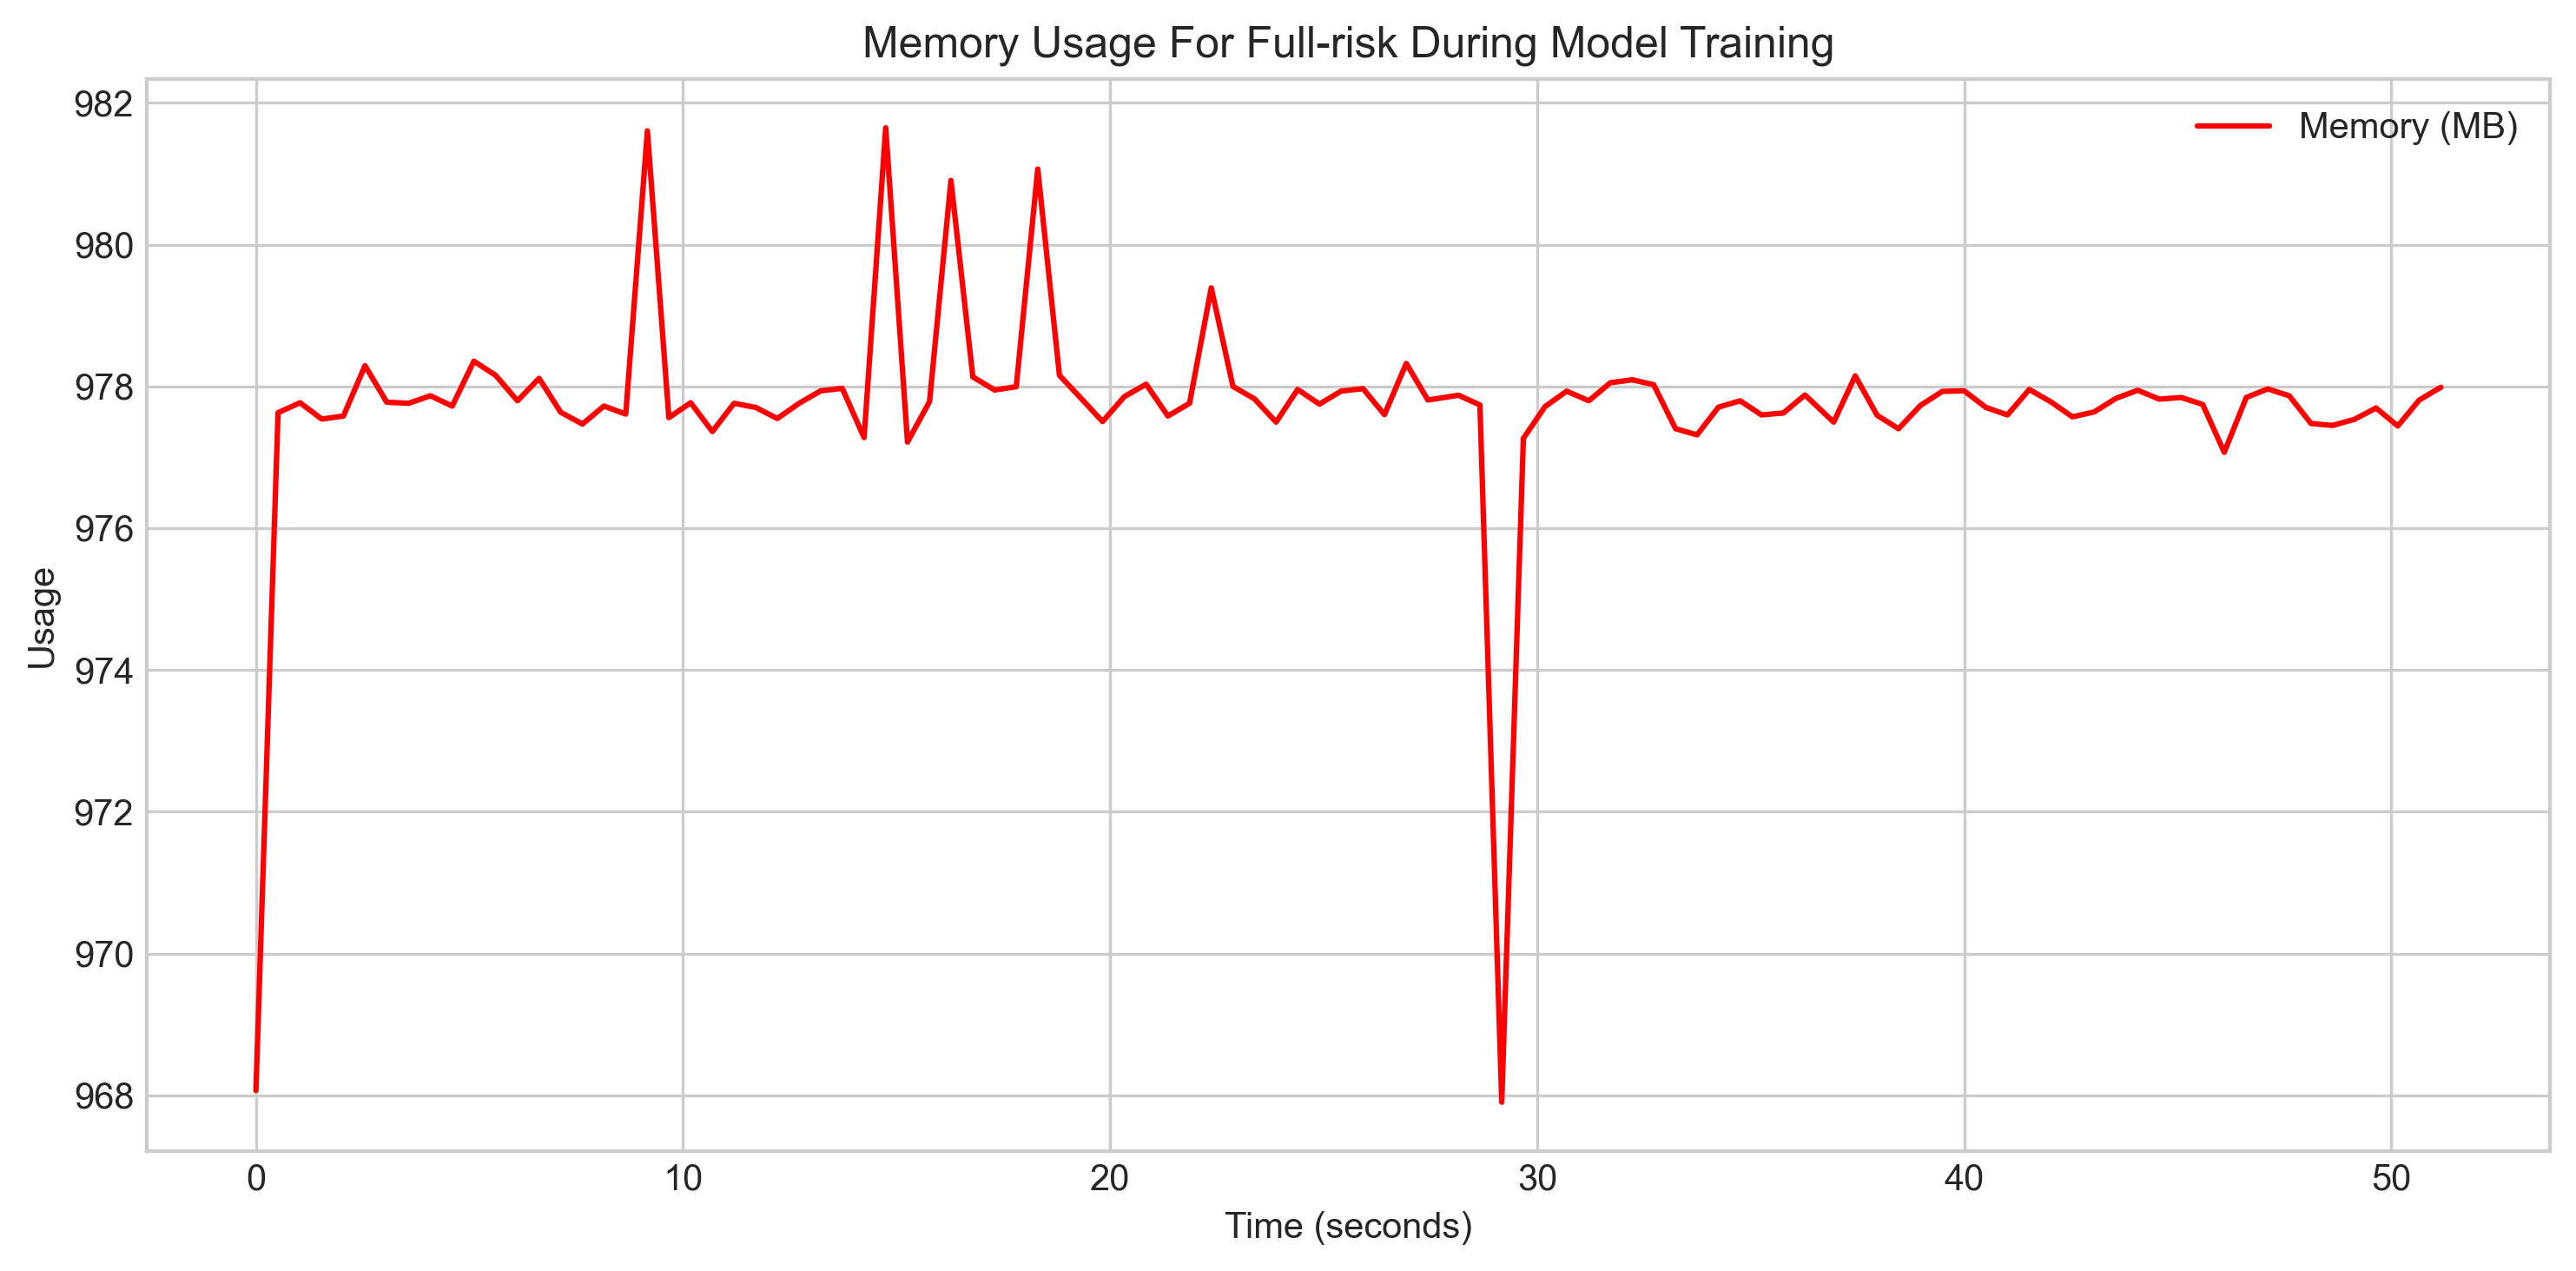 Memory Usage For Full-risk During Model Training
982
980
978
976
974
972
970
968
Usage
Memory (MB)
0 10 20 30 40 50
Time (seconds)